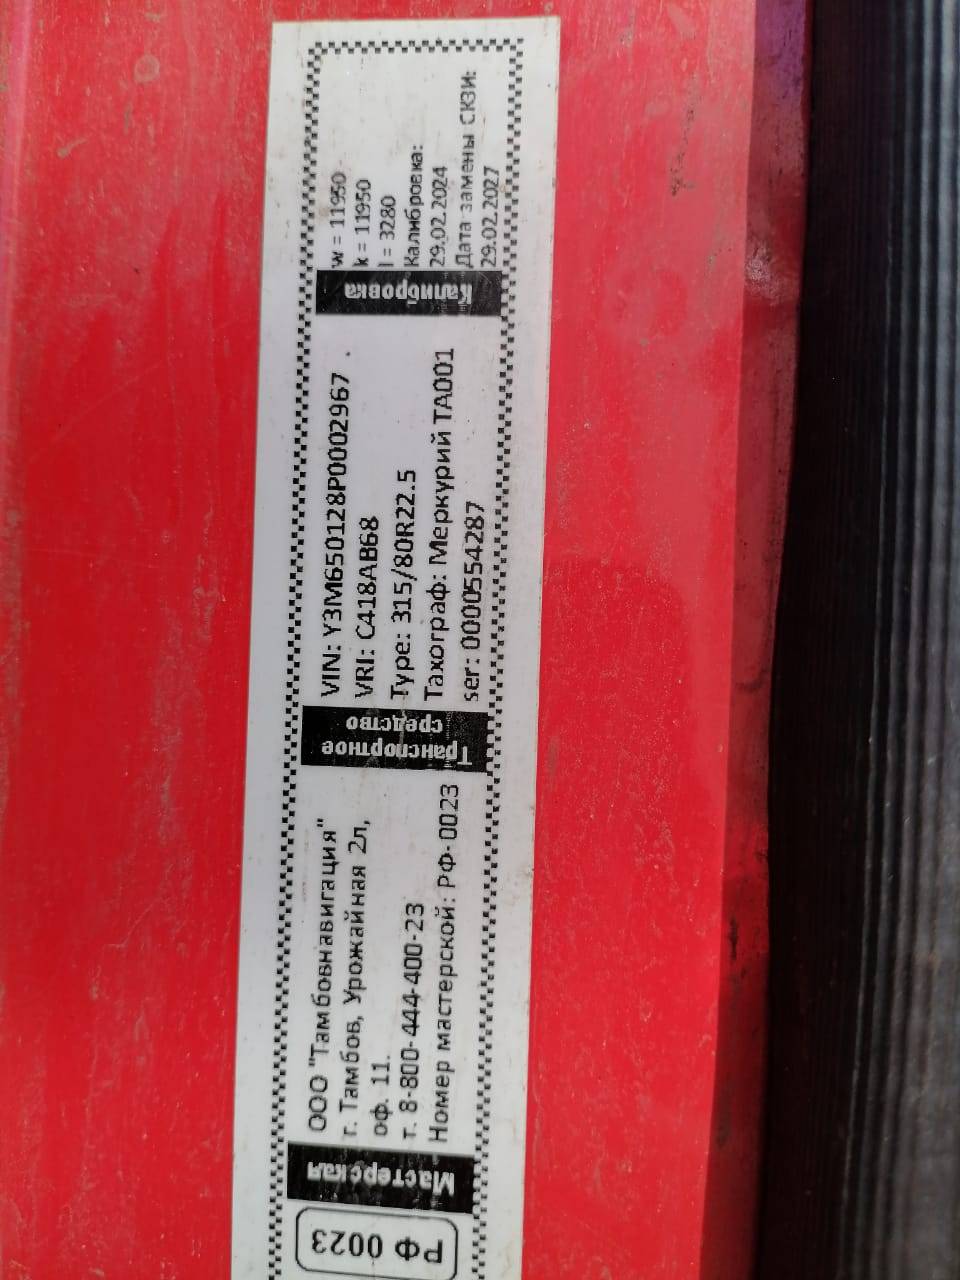 РФ 0023
Мастерская
ООО "Тамбовнавигация"
г. Тамбов, Урожайная 2л,
оф. 11.
т. 8-800-444-400-23
Номер мастерской: РФ-0023
Транспортное
средство
VIN: Y3M650128P0002967
VRI: C418AB68
Type: 315/80R22.5
Тахограф: Меркурий ТА001
ser: 0000554287
Калибровка
w = 11950
k = 11950
l = 3280
Калибровка:
29.02.2024
Дата замены СКЗИ:
29.02.2027